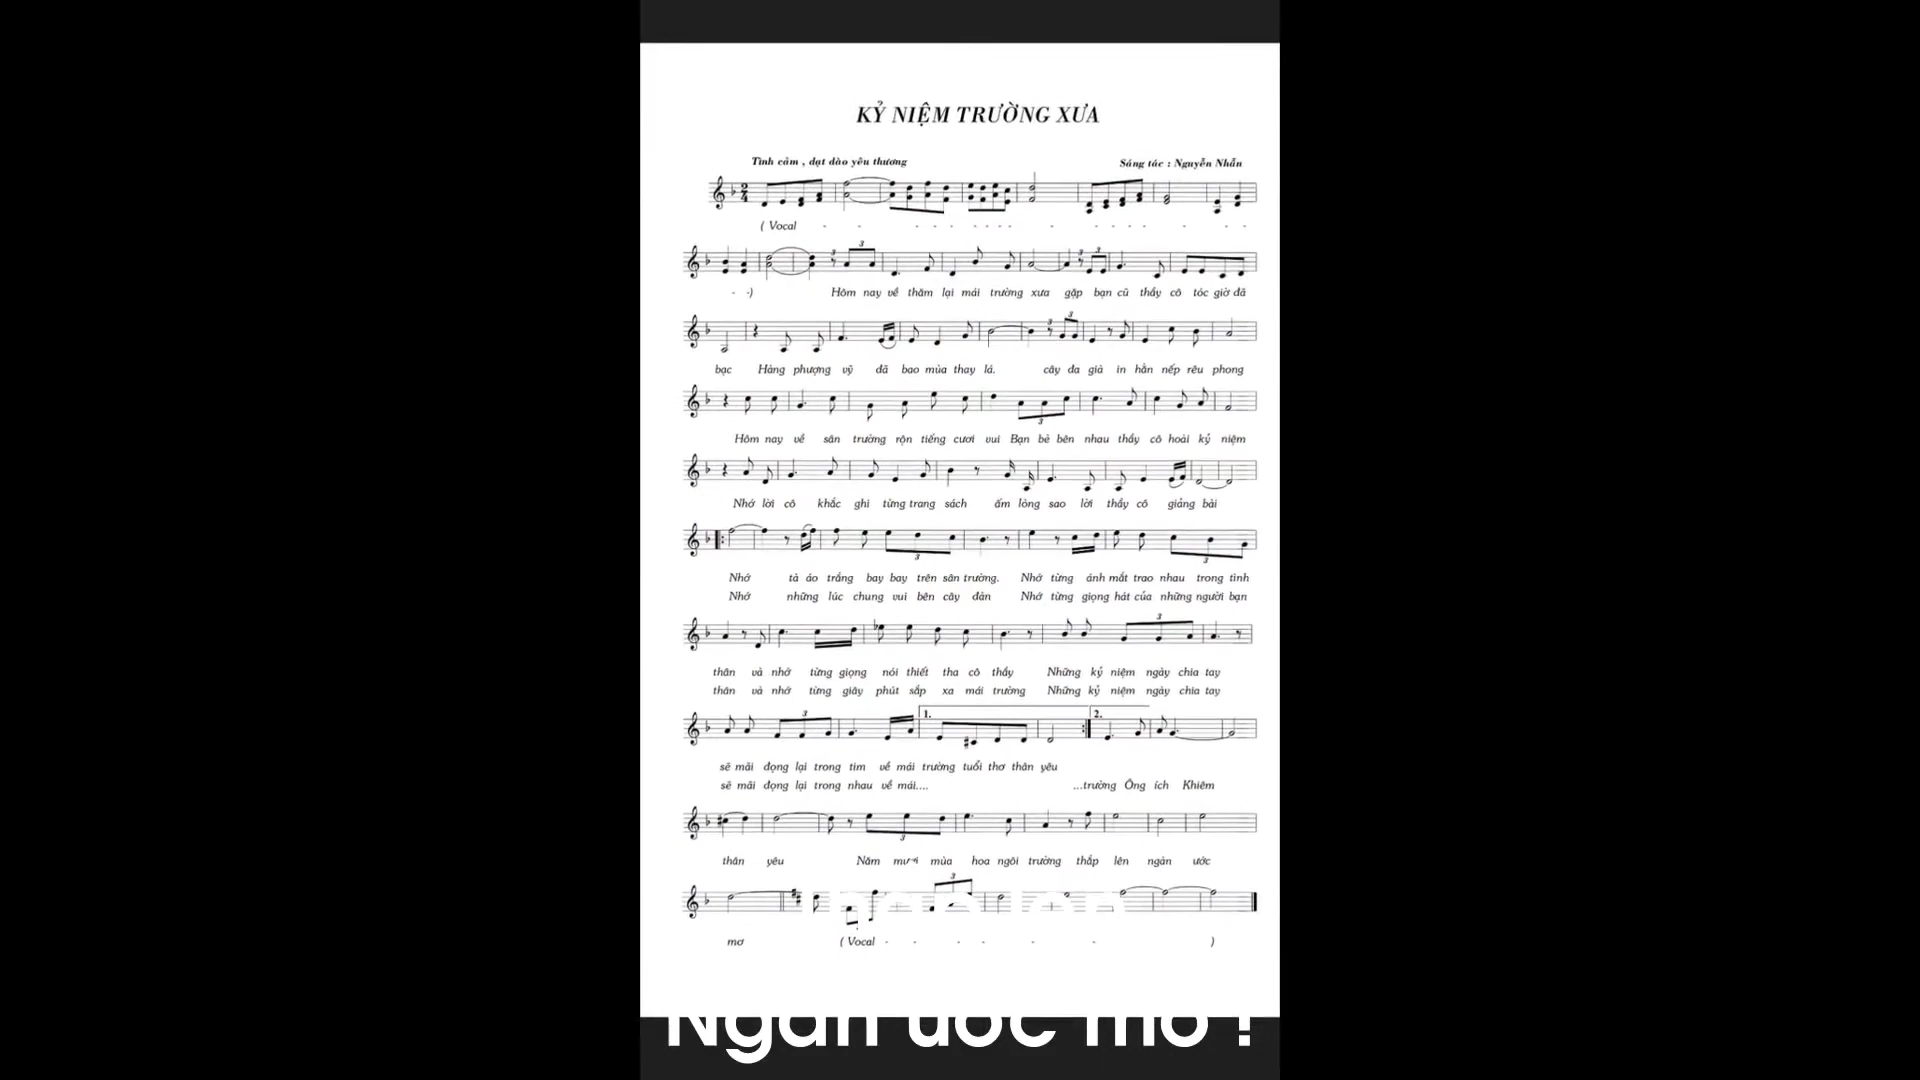 KỶ NIỆM TRƯỜNG XƯA
Tình cảm , dạt dào yêu thương
Sáng tác : Nguyễn Nhẫn
( Vocal - - - - - - - - - - - - - -
- -) Hôm nay về thăm lại mái trường xưa gặp bạn cũ thầy cô tóc giờ đã
bạc Hàng phượng vỹ đã bao mùa thay lá. cây đa già in hằn nếp rêu phong
Hôm nay về sân trường rộn tiếng cươi vui Bạn bè bên nhau thầy cô hoài kỷ niệm
Nhớ lời cô khắc ghi từng trang sách ấm lòng sao lời thầy cô giảng bài
Nhớ tà áo trắng bay bay trên sân trường. Nhớ từng ánh mắt trao nhau trong tình
Nhớ những lúc chung vui bên cây đàn Nhớ từng giọng hát của những người bạn
thân và nhớ từng giọng nói thiết tha cô thầy Những kỷ niệm ngày chia tay
thân và nhớ từng giây phút sắp xa mái trường Những kỷ niệm ngày chia tay
1. 2.
sẽ mãi đọng lại trong tim về mái trường tuổi thơ thân yêu
sẽ mãi đọng lại trong nhau về mái.... ...trường Ông ích Khiêm
thân yêu Năm mươi mùa hoa ngôi trường thắp lên ngàn ước
mơ ( Vocal - - - - - )
Ngàn ước mơ !